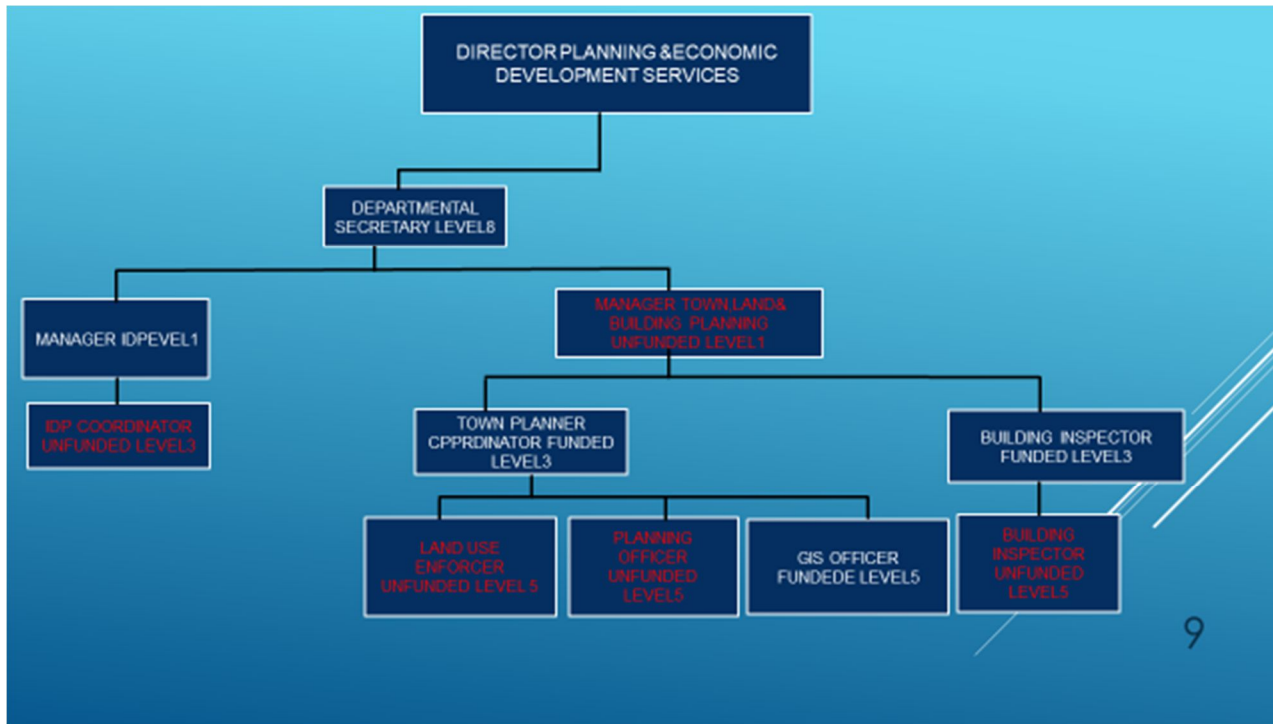 DIRECTOR PLANNING &ECONOMIC
DEVELOPMENT SERVICES
DEPARTMENTAL
SECRETARY LEVEL8
MANAGER IDPEVEL1
MANAGER TOWN,LAND&
BUILDING PLANNING
UNFUNDED LEVEL1
IDP COORDINATOR
UNFUNDED LEVEL3
TOWN PLANNER
CPPRDINATOR FUNDED
LEVEL3
BUILDING INSPECTOR
FUNDED LEVEL3
LAND USE
ENFORCER
UNFUNDED LEVEL 5
PLANNING
OFFICER
UNFUNDED
LEVEL5
GIS OFFICER
FUNDEDE LEVEL5
BUILDING
INSPECTOR
UNFUNDED
LEVEL5
9